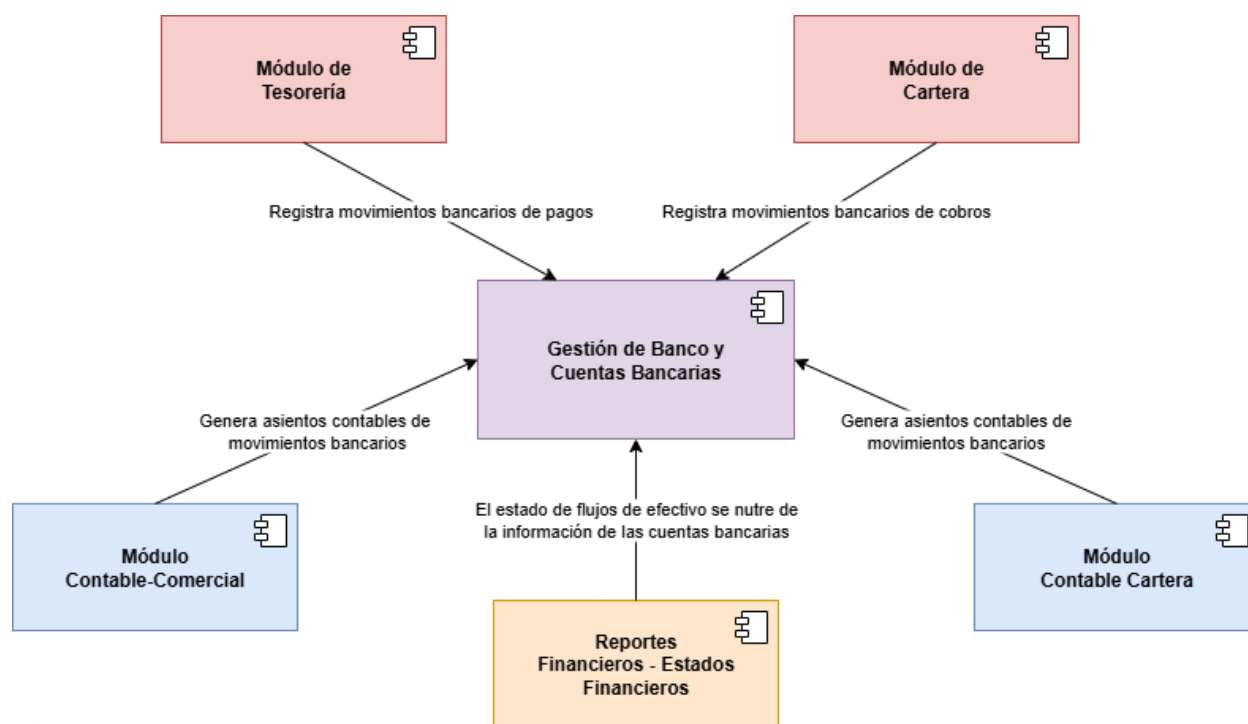 Módulo de
Tesorería
Módulo de
Cartera
Registra movimientos bancarios de pagos
Registra movimientos bancarios de cobros
Gestión de Banco y
Cuentas Bancarias
Genera asientos contables de
movimientos bancarios
Genera asientos contables de
movimientos bancarios
El estado de flujos de efectivo se nutre de
la información de las cuentas bancarias
Módulo
Contable-Comercial
Módulo
Contable Cartera
Reportes
Financieros - Estados
Financieros